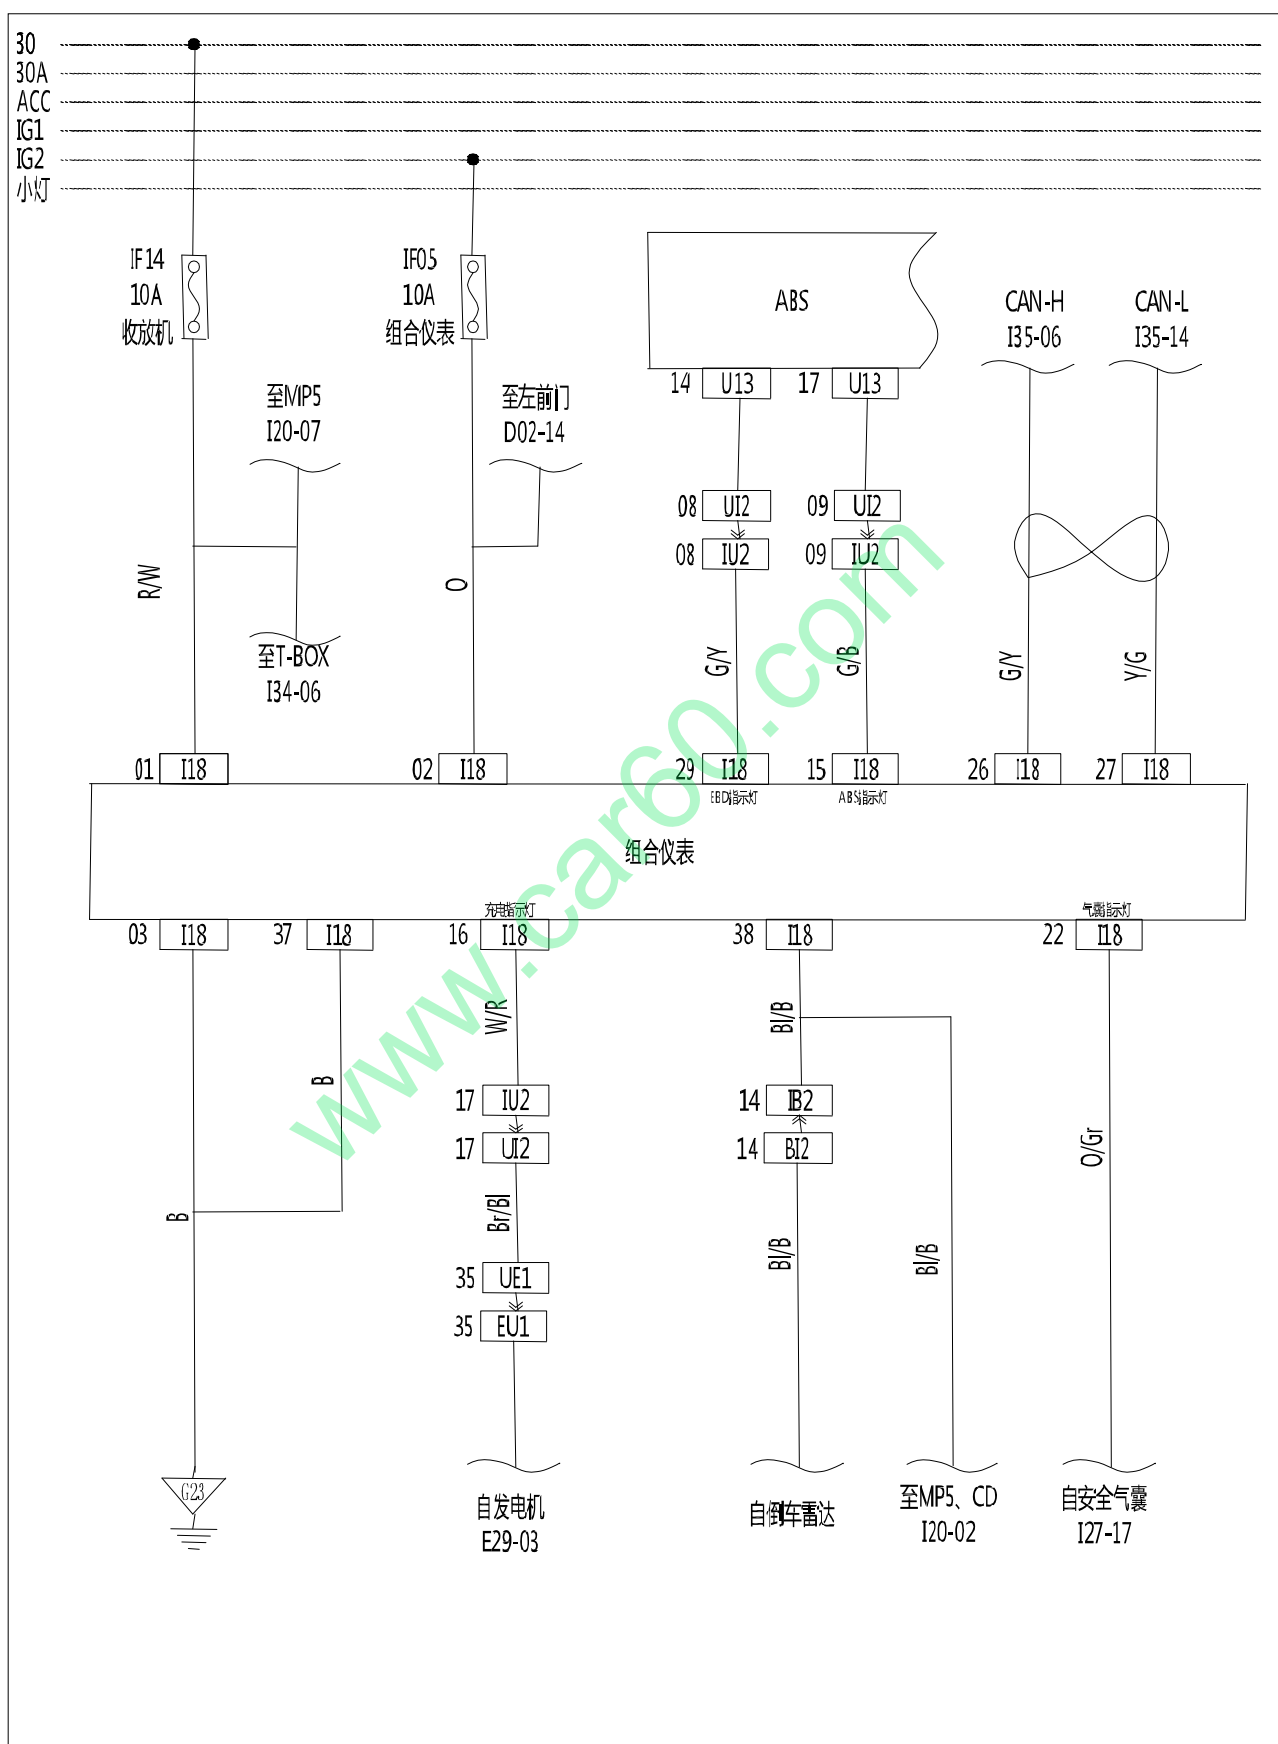 30
30A
ACC
IG1
IG2
小灯
IF14
10A
收放机
IF05
10A
组合仪表
ABS
CAN-H
I35-06
CAN-L
I35-14
14 U13
17 U13
至MP5
I20-07
至左前门
D02-14
08 UI2
09 UI2
08 IU2
09 IU2
R/W
O
G/Y
G/B
G/Y
Y/G
至T-BOX
I34-06
01 I18
02 I18
29 I18
15 I18
26 I18
27 I18
EBD指示灯
ABS指示灯
组合仪表
充电指示灯
气囊指示灯
03 I18
37 I18
16 I18
38 I18
22 I18
W/R
Bl/B
B
17 IU2
14 IB2
17 UI2
14 BI2
O/Gr
B
Br/Bl
Bl/B
Bl/B
35 UE1
35 EU1
G23
自发电机
E29-03
自倒车雷达
至MP5、CD
I20-02
自安全气囊
I27-17
www.car60.com